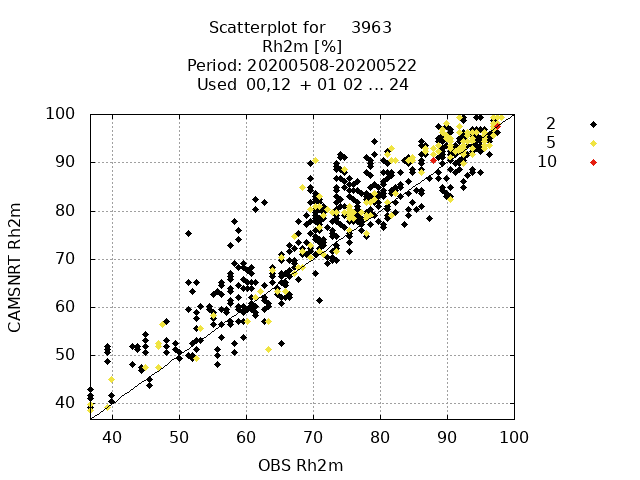 Scatterplot for 3963
Rh2m [%]
Period: 20200508-20200522
Used 00,12 + 01 02 ... 24
CAMSNRT Rh2m
100
90
80
70
60
50
40
40 50 60 70 80 90 100
OBS Rh2m
2
5
10